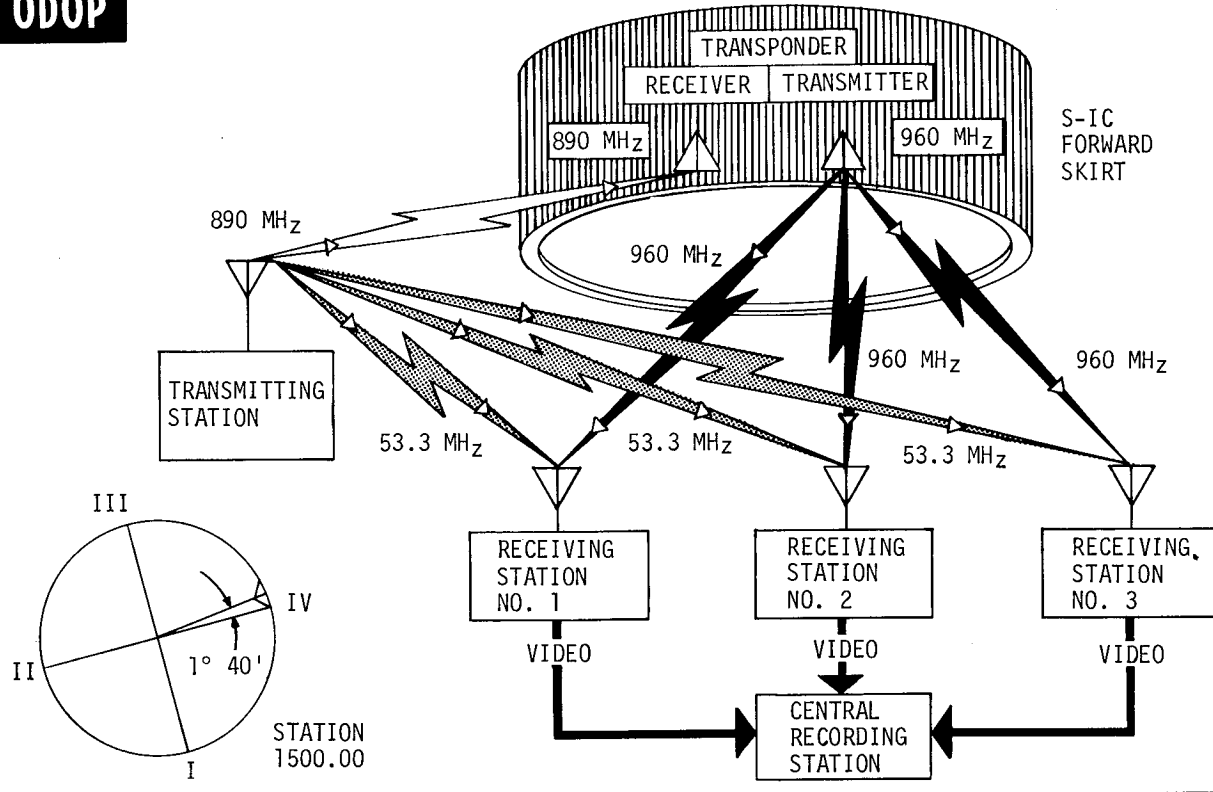 ODOP
TRANSPONDER
RECEIVER TRANSMITTER
890 MHz
960 MHz
S-IC
FORWARD
SKIRT
890 MHz
960 MHz
960 MHz
960 MHz
TRANSMITTING
STATION
53.3 MHz
53.3 MHz
53.3 MHz
III
IV
II
I
1° 40'
STATION
1500.00
RECEIVING
STATION
NO. 1
RECEIVING
STATION
NO. 2
RECEIVING
STATION
NO. 3
VIDEO
VIDEO
VIDEO
CENTRAL
RECORDING
STATION